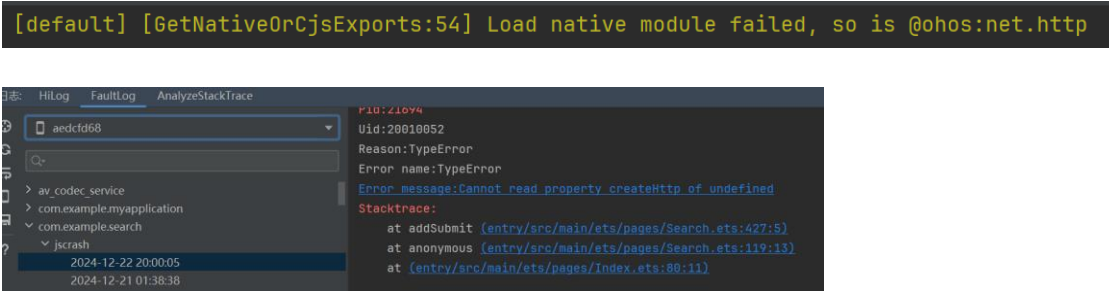 [default] [GetNativeOrCjsExports:54] Load native module failed, so is @ohos:net.http
日志: HiLog FaultLog AnalyzeStackTrace
aedcfd68
Q
av_codec_service
com.example.myapplication
com.example.search
jscrash
2024-12-22 20:00:05
2024-12-21 01:38:38
Pid:21694
Uid:20010052
Reason:TypeError
Error name:TypeError
Error message:Cannot read property createHttp of undefined
Stacktrace:
at addSubmit (entry/src/main/ets/pages/Search.ets:427:5)
at anonymous (entry/src/main/ets/pages/Search.ets:119:13)
at (entry/src/main/ets/pages/Index.ets:80:11)